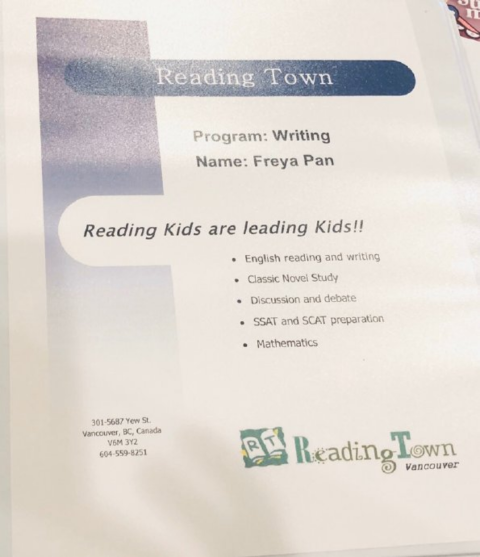 Reading Town
Program: Writing
Name: Freya Pan
Reading Kids are leading Kids!!
• English reading and writing
• Classic Novel Study
• Discussion and debate
• SSAT and SCAT preparation
• Mathematics
301-5687 Yew St.
Vancouver, BC, Canada
V6M 3Y2
604-559-8251
RT ReadingTown
Vancouver